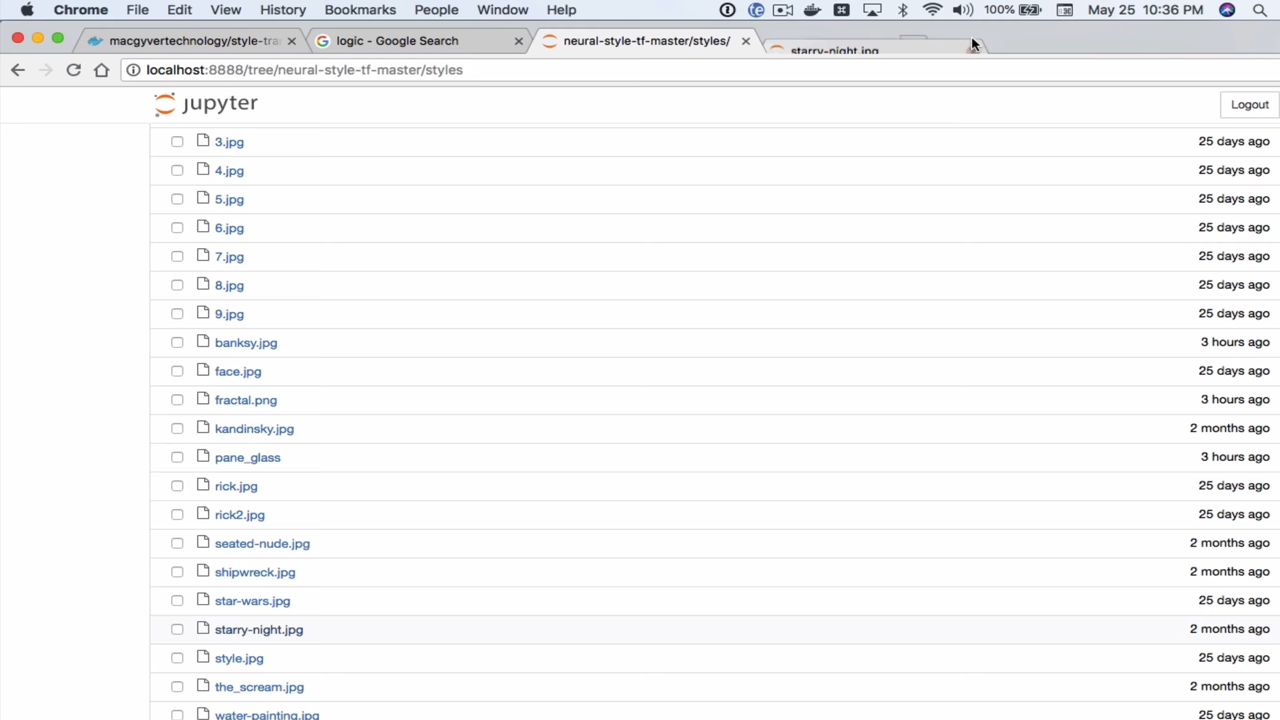 Chrome File Edit View History Bookmarks People Window Help 100% May 25 10:36 PM
macgyvertechnology/style-tra logic - Google Search neural-style-tf-master/styles/ starry-night.jpg
localhost:8888/tree/neural-style-tf-master/styles
jupyter Logout
3.jpg 25 days ago
4.jpg 25 days ago
5.jpg 25 days ago
6.jpg 25 days ago
7.jpg 25 days ago
8.jpg 25 days ago
9.jpg 25 days ago
banksy.jpg 3 hours ago
face.jpg 25 days ago
fractal.png 3 hours ago
kandinsky.jpg 2 months ago
pane_glass 3 hours ago
rick.jpg 25 days ago
rick2.jpg 25 days ago
seated-nude.jpg 2 months ago
shipwreck.jpg 2 months ago
star-wars.jpg 25 days ago
starry-night.jpg 2 months ago
style.jpg 25 days ago
the_scream.jpg 2 months ago
water-painting.jpg 25 days ago